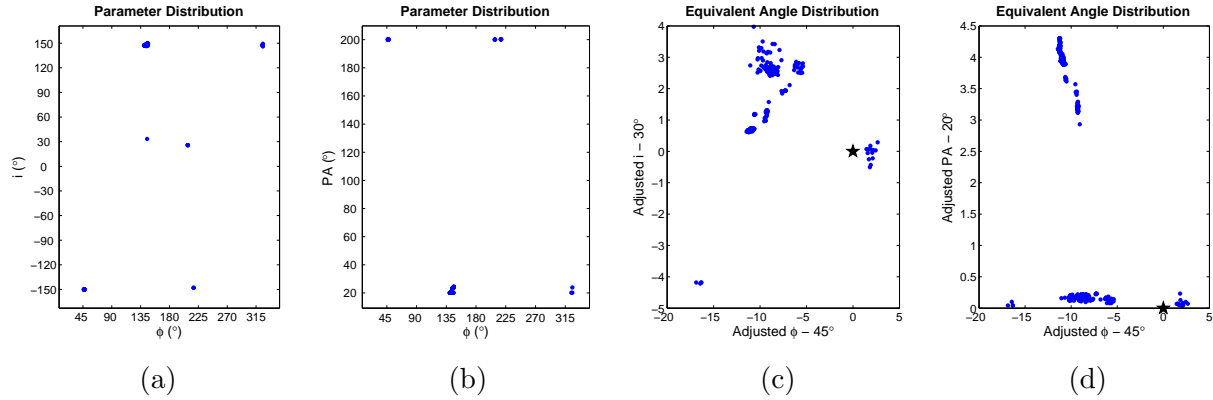 Parameter Distribution
150
120
90
60
30
0
−30
−60
−90
−120
−150
i (°)
45 90 135 180 225 270 315
ϕ (°)
(a)
Parameter Distribution
200
180
160
140
120
100
80
60
40
20
PA (°)
45 90 135 180 225 270 315
ϕ (°)
(b)
Equivalent Angle Distribution
4
3
2
1
0
−1
−2
−3
−4
−5
Adjusted i − 30°
−20 −15 −10 −5 0 5
Adjusted ϕ − 45°
(c)
Equivalent Angle Distribution
4.5
4
3.5
3
2.5
2
1.5
1
0.5
0
Adjusted PA − 20°
−20 −15 −10 −5 0 5
Adjusted ϕ − 45°
(d)